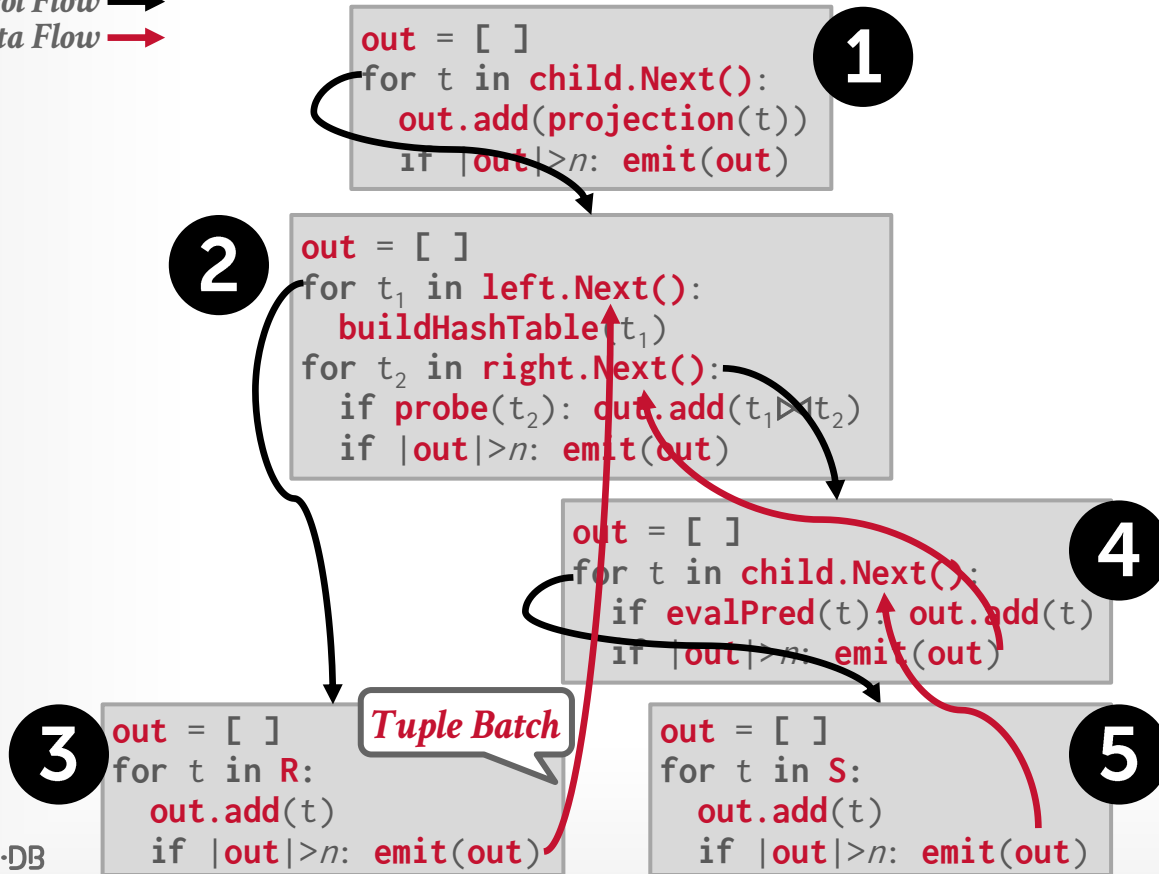 Flow
ta Flow
out = [ ]
for t in child.Next():
out.add(projection(t))
if |out|>n: emit(out)
1
2
out = [ ]
for t₁ in left.Next():
buildHashTable(t₁)
for t₂ in right.Next():
if probe(t₂): out.add(t₁⨝t₂)
if |out|>n: emit(out)
out = [ ]
for t in child.Next():
if evalPred(t): out.add(t)
if |out|>n: emit(out)
4
3
out = [ ]
for t in R:
out.add(t)
if |out|>n: emit(out)
Tuple Batch
out = [ ]
for t in S:
out.add(t)
if |out|>n: emit(out)
5
·DB